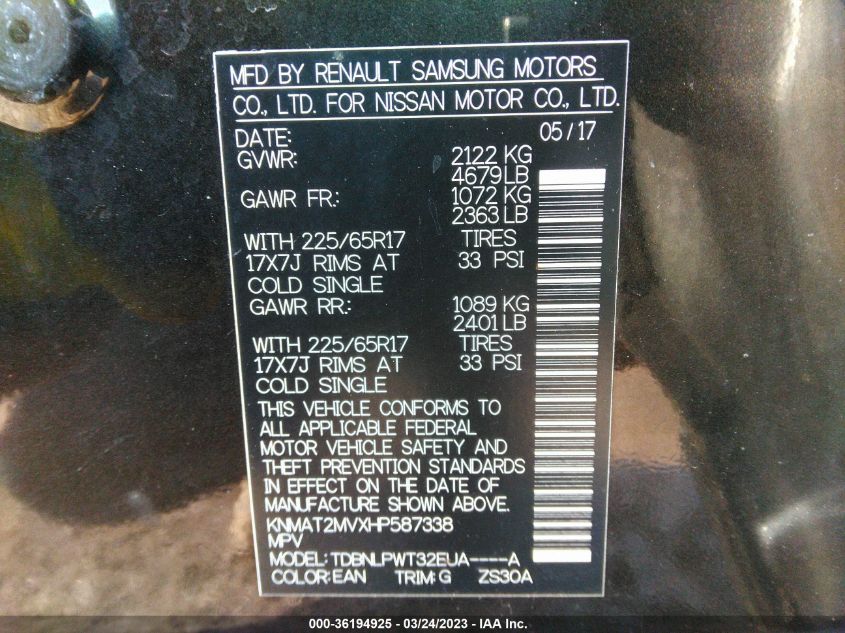 MFD BY RENAULT SAMSUNG MOTORS
CO., LTD. FOR NISSAN MOTOR CO., LTD.
DATE: 05/17
GVWR: 2122 KG
4679 LB
GAWR FR.: 1072 KG
2363 LB
WITH 225/65R17 TIRES
17X7J RIMS AT 33 PSI
COLD SINGLE
GAWR RR.: 1089 KG
2401 LB
WITH 225/65R17 TIRES
17X7J RIMS AT 33 PSI
COLD SINGLE
THIS VEHICLE CONFORMS TO
ALL APPLICABLE FEDERAL
MOTOR VEHICLE SAFETY AND
THEFT PREVENTION STANDARDS
IN EFFECT ON THE DATE OF
MANUFACTURE SHOWN ABOVE.
KNMAT2MVXHP587338
MPV
MODEL: TDBNLPWT32EUA----A
COLOR: EAN TRIM: G ZS30A
000-36194925 - 03/24/2023 - IAA Inc.